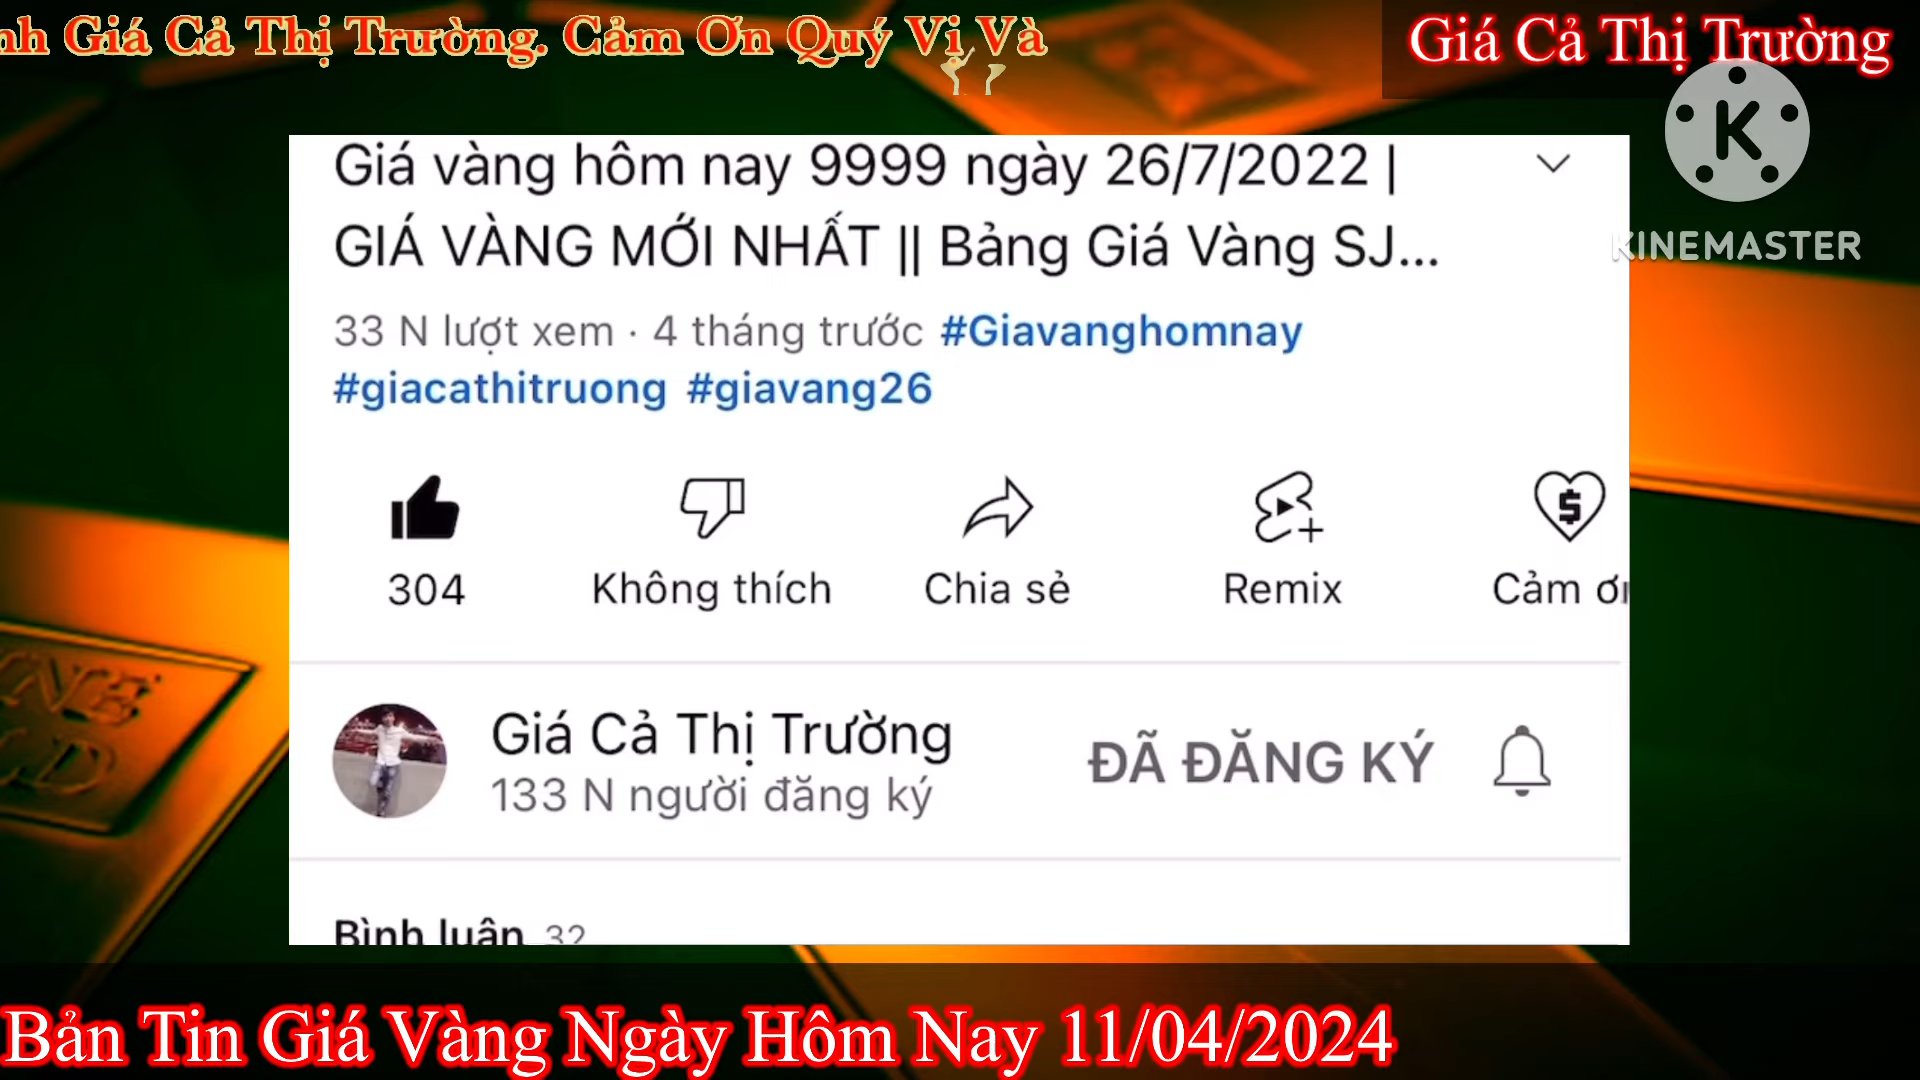 nh Giá Cả Thị Trường. Cảm Ơn Quý Vị Và
Giá Cả Thị Trường
K
KINEMASTER
Giá vàng hôm nay 9999 ngày 26/7/2022 |
GIÁ VÀNG MỚI NHẤT || Bảng Giá Vàng SJ...
33 N lượt xem · 4 tháng trước #Giavanghomnay
#giacathitruong #giavang26
304 Không thích Chia sẻ Remix Cảm ơn
Giá Cả Thị Trường
133 N người đăng ký
ĐÃ ĐĂNG KÝ
Bình luận 32
Bản Tin Giá Vàng Ngày Hôm Nay 11/04/2024